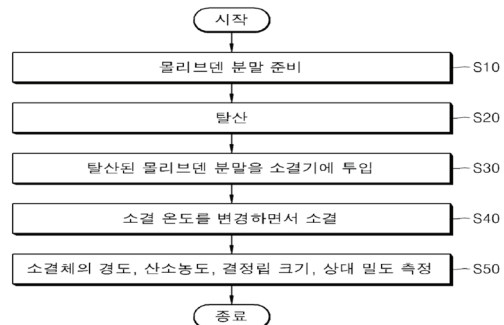 시작
몰리브덴 분말 준비 S10
탈산 S20
탈산된 몰리브덴 분말을 소결기에 투입 S30
소결 온도를 변경하면서 소결 S40
소결체의 경도, 산소농도, 결정립 크기, 상대 밀도 측정 S50
종료